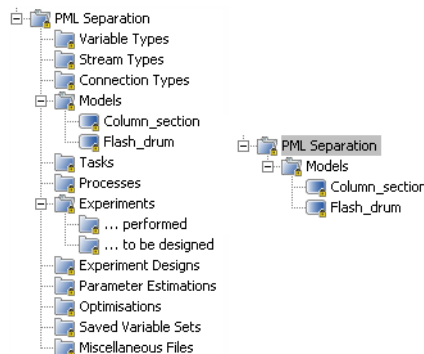 PML Separation
Variable Types
Stream Types
Connection Types
Models
Column_section
Flash_drum
Tasks
Processes
Experiments
... performed
... to be designed
Experiment Designs
Parameter Estimations
Optimisations
Saved Variable Sets
Miscellaneous Files
PML Separation
Models
Column_section
Flash_drum